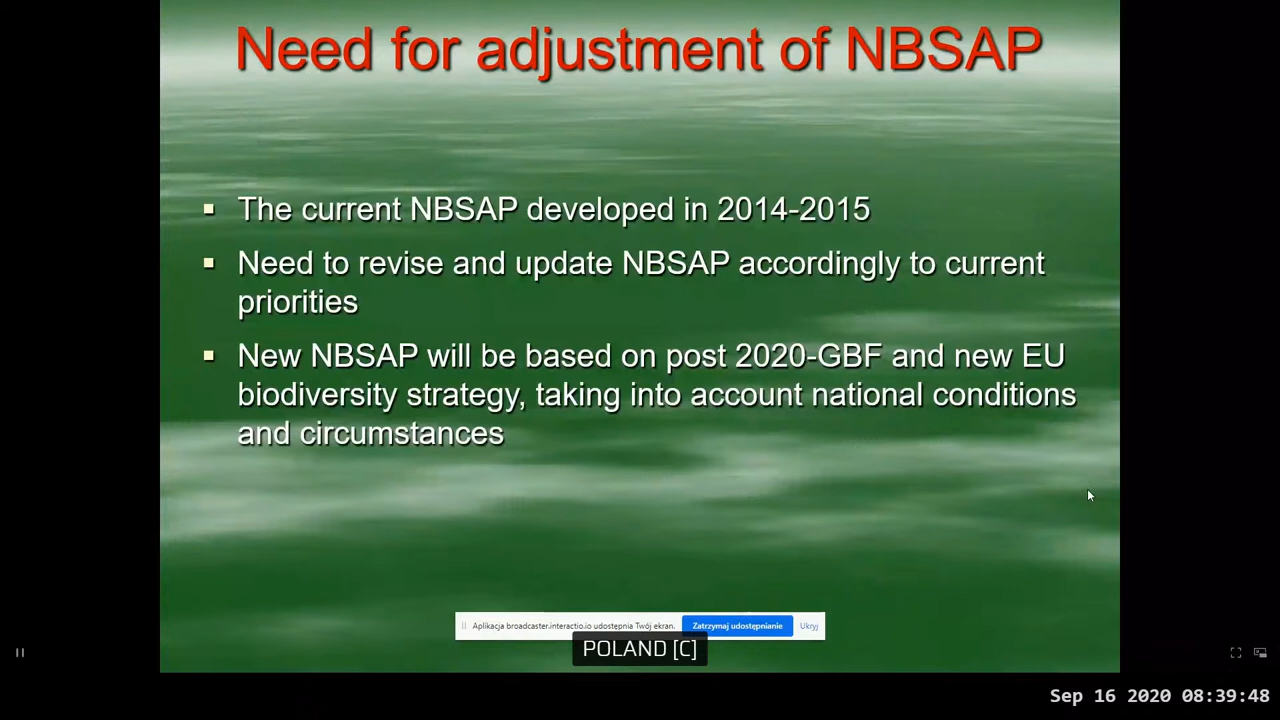 Need for adjustment of NBSAP
▪ The current NBSAP developed in 2014-2015
▪ Need to revise and update NBSAP accordingly to current
priorities
▪ New NBSAP will be based on post 2020-GBF and new EU
biodiversity strategy, taking into account national conditions
and circumstances
Aplikacja broadcaster.interactio.io udostępnia Twój ekran. Zatrzymaj udostępnianie Ukryj
POLAND [C]
Sep 16 2020 08:39:48